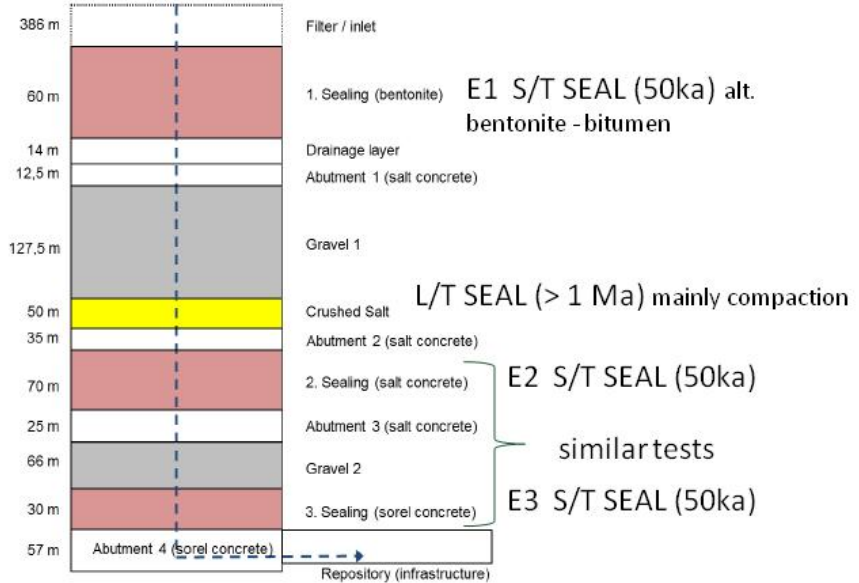 386 m
Filter / inlet
60 m
1. Sealing (bentonite)
E1 S/T SEAL (50ka) alt.
bentonite - bitumen
14 m
Drainage layer
12,5 m
Abutment 1 (salt concrete)
127,5 m
Gravel 1
L/T SEAL (> 1 Ma) mainly compaction
50 m
Crushed Salt
35 m
Abutment 2 (salt concrete)
70 m
2. Sealing (salt concrete)
E2 S/T SEAL (50ka)
25 m
Abutment 3 (salt concrete)
similar tests
66 m
Gravel 2
30 m
3. Sealing (sorel concrete)
E3 S/T SEAL (50ka)
57 m
Abutment 4 (sorel concrete)
Repository (infrastructure)